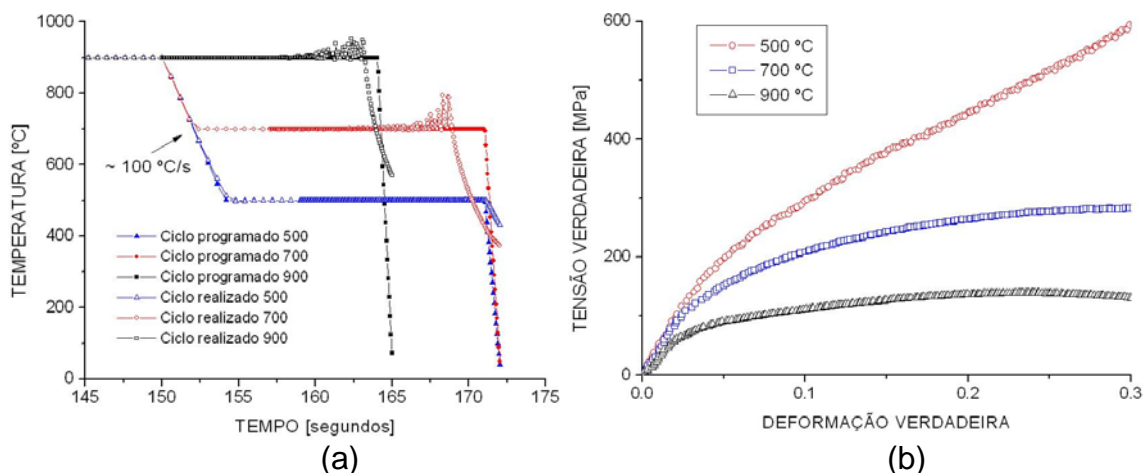 1000
800
600
400
200
0
TEMPERATURA [ºC]
~ 100 ºC/s
Ciclo programado 500
Ciclo programado 700
Ciclo programado 900
Ciclo realizado 500
Ciclo realizado 700
Ciclo realizado 900
145 150 155 160 165 170 175
TEMPO [segundos]
(a)
600
400
200
0
TENSÃO VERDADEIRA [MPa]
500 ºC
700 ºC
900 ºC
0.0 0.1 0.2 0.3
DEFORMAÇÃO VERDADEIRA
(b)